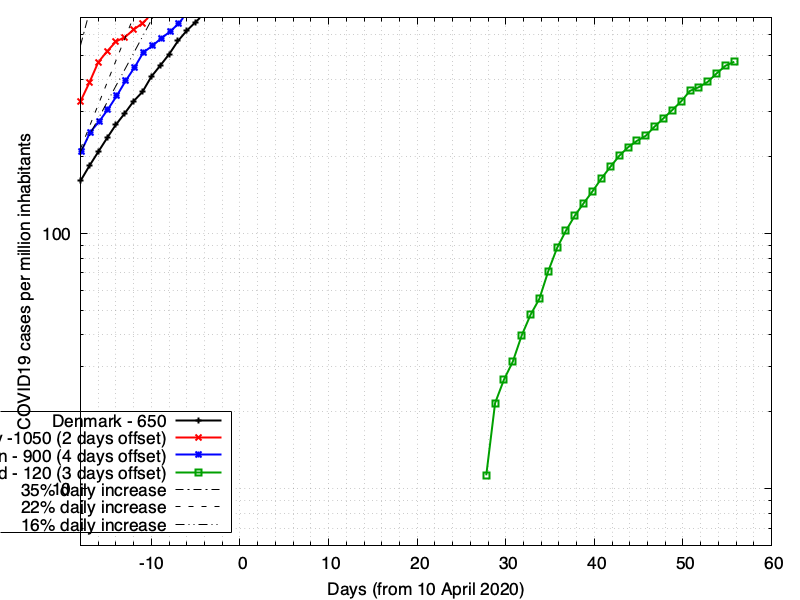 COVID19 cases per million inhabitants
100
Denmark - 650
-1050 (2 days offset)
- 900 (4 days offset)
- 120 (3 days offset)
35% daily increase
10
22% daily increase
16% daily increase
-10 0 10 20 30 40 50 60
Days (from 10 April 2020)